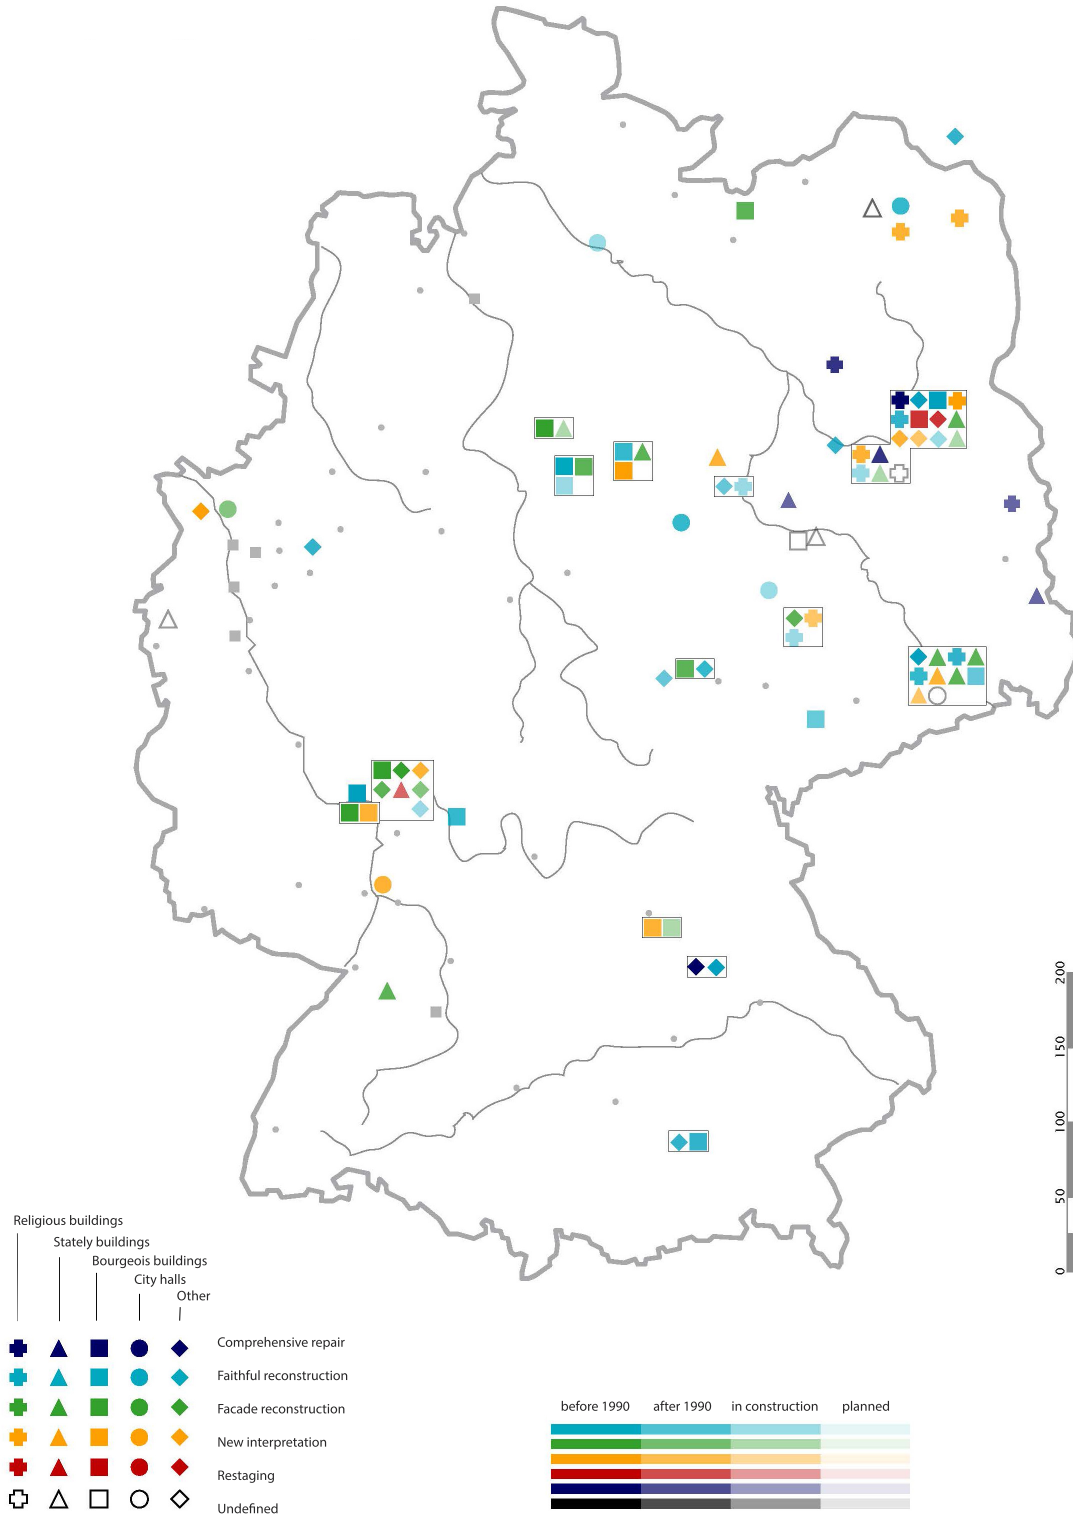 200
150
100
50
0
Religious buildings
Stately buildings
Bourgeois buildings
City halls
Other
Comprehensive repair
Faithful reconstruction
Facade reconstruction
New interpretation
Restaging
Undefined
before 1990 after 1990 in construction planned